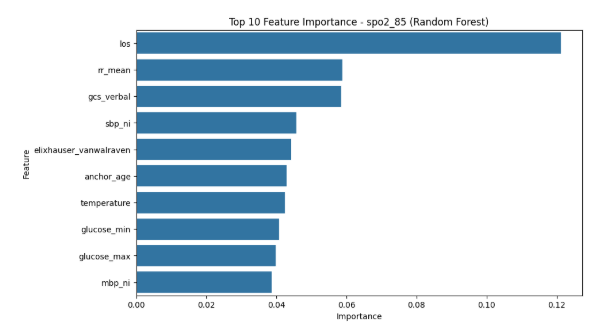 Top 10 Feature Importance - spo2_85 (Random Forest)
los
rr_mean
gcs_verbal
sbp_ni
elixhauser_vanwalraven
anchor_age
temperature
glucose_min
glucose_max
mbp_ni
Feature
0.00 0.02 0.04 0.06 0.08 0.10 0.12
Importance